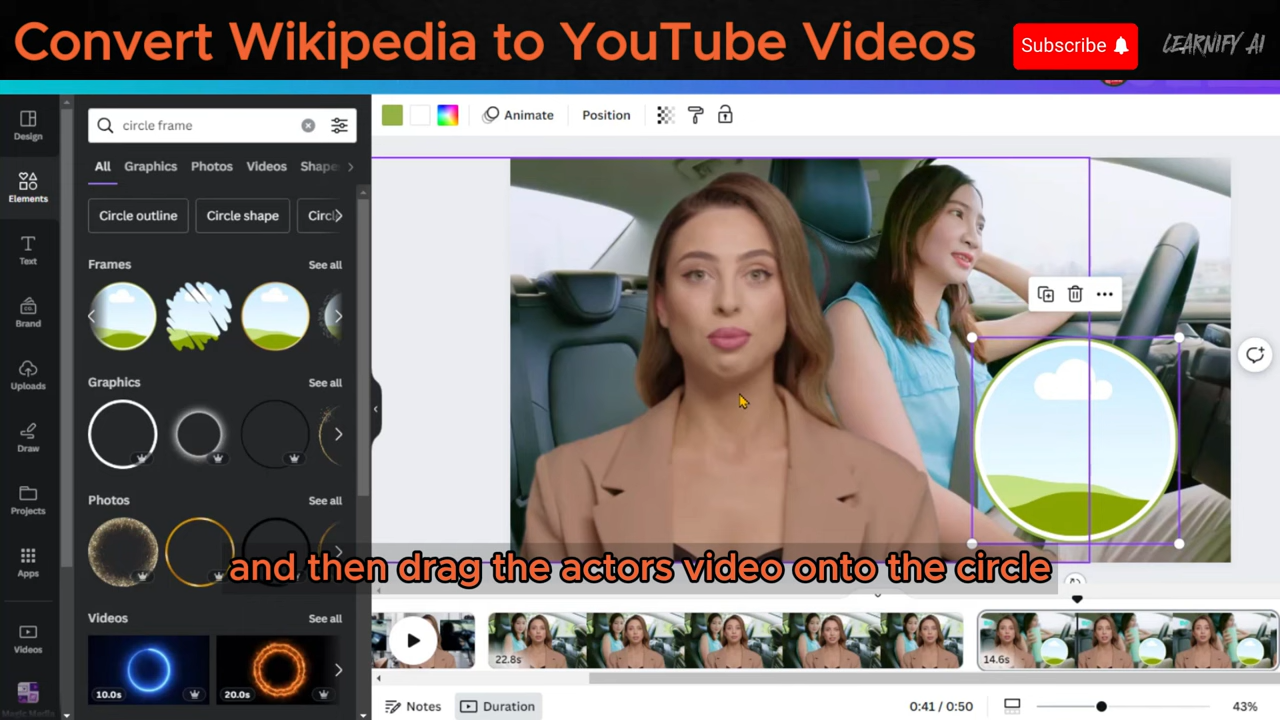 Convert Wikipedia to YouTube Videos
Subscribe
LEARNIFY AI
Design
Elements
Text
Brand
Uploads
Draw
Projects
Apps
Videos
Magic Media
circle frame
All Graphics Photos Videos Shape
Circle outline Circle shape Circl
Frames See all
Graphics See all
Photos See all
Videos See all
10.0s 20.0s
Animate Position
and then drag the actors video onto the circle
22.8s 14.6s
Notes Duration 0:41 / 0:50 43%